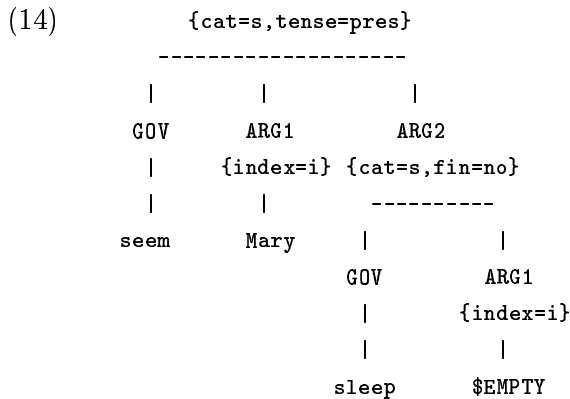 (14) {cat=s,tense=pres}
--------------------
| | |
GOV ARG1 ARG2
| {index=i} {cat=s,fin=no}
| | ----------
seem Mary | |
GOV ARG1
| {index=i}
| |
sleep $EMPTY